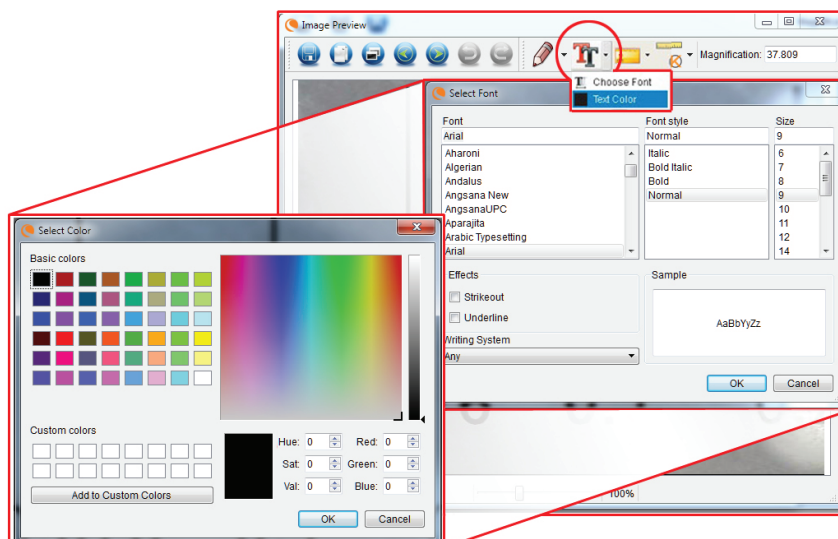 Image Preview
Magnification: 37.809
Choose Font
Text Color
Select Font
Font
Font style
Size
Arial
Normal
9
Aharoni
Algerian
Andalus
Angsana New
AngsanaUPC
Aparajita
Arabic Typesetting
Arial
Italic
Bold Italic
Bold
Normal
6
7
8
9
10
11
12
14
Effects
Strikeout
Underline
Sample
AaBbYyZz
Writing System
Any
OK
Cancel
Select Color
Basic colors
Custom colors
Add to Custom Colors
Hue: 0
Red: 0
Sat: 0
Green: 0
Val: 0
Blue: 0
OK
Cancel
100%